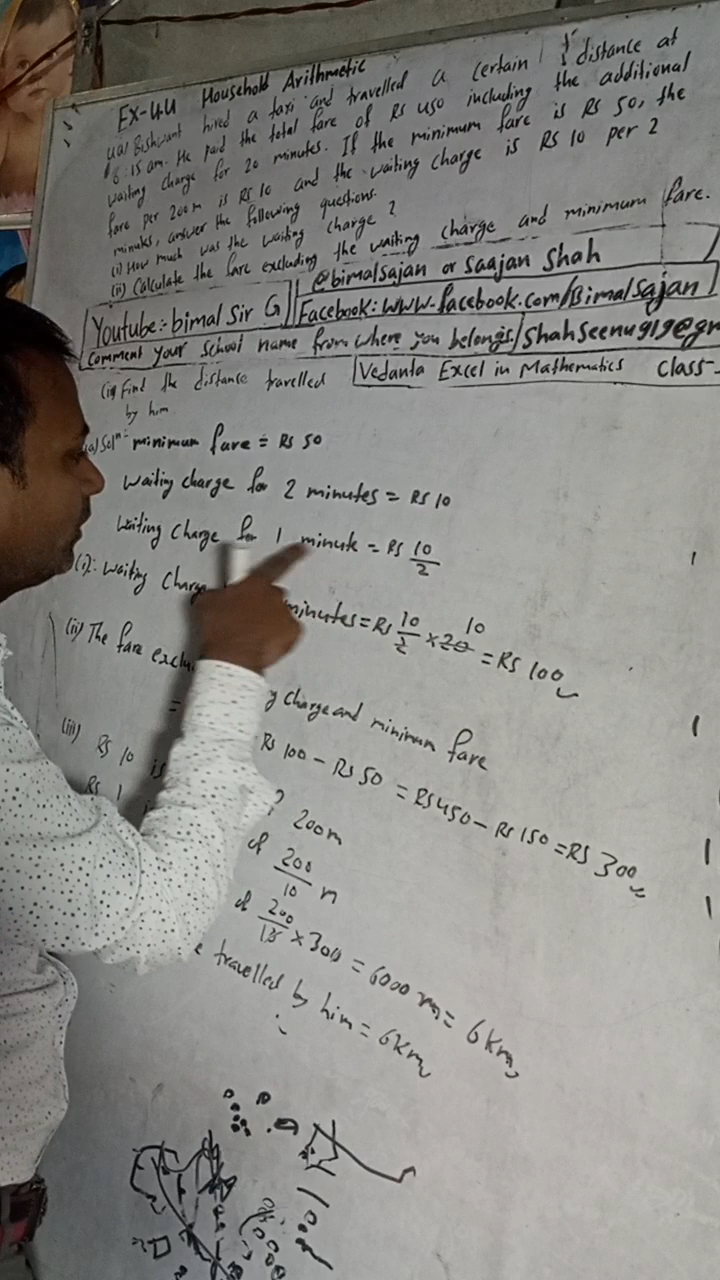 Ex-4.4 Household Arithmetic
4a) Bishwant hired a taxi and travelled a certain distance at
6:15 am. He paid the total fare of Rs 450 including the additional
waiting charge for 20 minutes. If the minimum fare is Rs 50, the
fare per 200m is Rs 10 and the waiting charge is Rs 10 per 2
minutes, answer the following questions.
(i) How much was the waiting charge?
(ii) Calculate the fare excluding the waiting charge and minimum fare.
@bimalsajan or Saajan Shah
Youtube:- bimal Sir G
Facebook: www.facebook.com/Bimalsajan
Comment your school name from where you belongs/shahseenu919@gm
(iii) Find the distance travelled
by him
Vedanta Excel in Mathematics Class-
a) Solⁿ: minimum fare = Rs 50
Waiting charge for 2 minutes = Rs 10
Waiting charge for 1 minute = Rs 10/2
(i): Waiting charge minutes = Rs 10/2 × 20 10 = Rs 100
(ii) The fare exclu g charge and minimum fare
= Rs 100 - Rs 50 = Rs 450 - Rs 150 = Rs 300
(iii) Rs 10 is 200m
Rs 1 i of 200/10 m
of 200/10 × 300 = 6000 m = 6 km
e travelled by him = 6 km